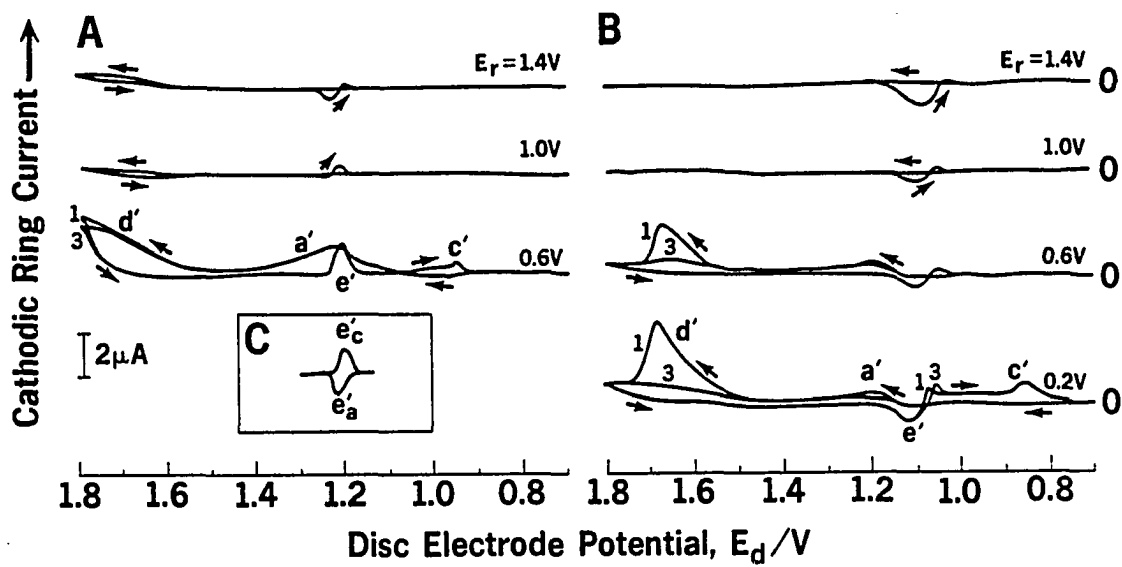 Cathodic Ring Current
A
E_r=1.4V
1.0V
1
3
d'
a'
c'
0.6V
e'
2μA
C
e'_c
e'_a
1.8 1.6 1.4 1.2 1.0 0.8
B
E_r=1.4V 0
1.0V 0
1
3
0.6V 0
1
d'
3
a'
1 3
c'
0.2V 0
e'
1.8 1.6 1.4 1.2 1.0 0.8
Disc Electrode Potential, E_d/V